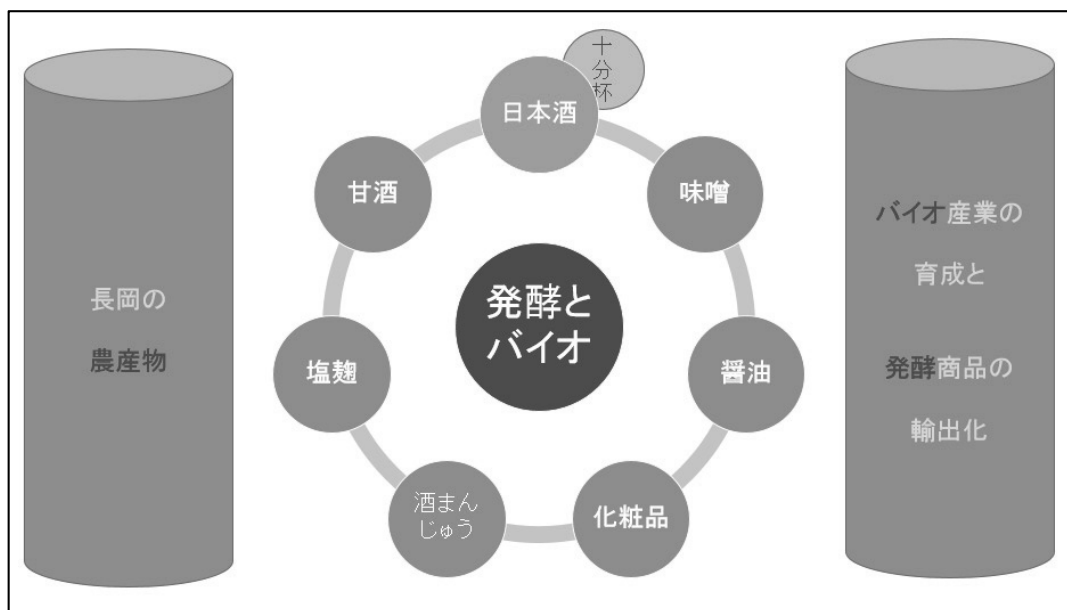 長岡の
農産物
十分杯
日本酒
味噌
醤油
化粧品
酒まん
じゅう
塩麹
甘酒
発酵と
バイオ
バイオ産業の
育成と
発酵商品の
輸出化